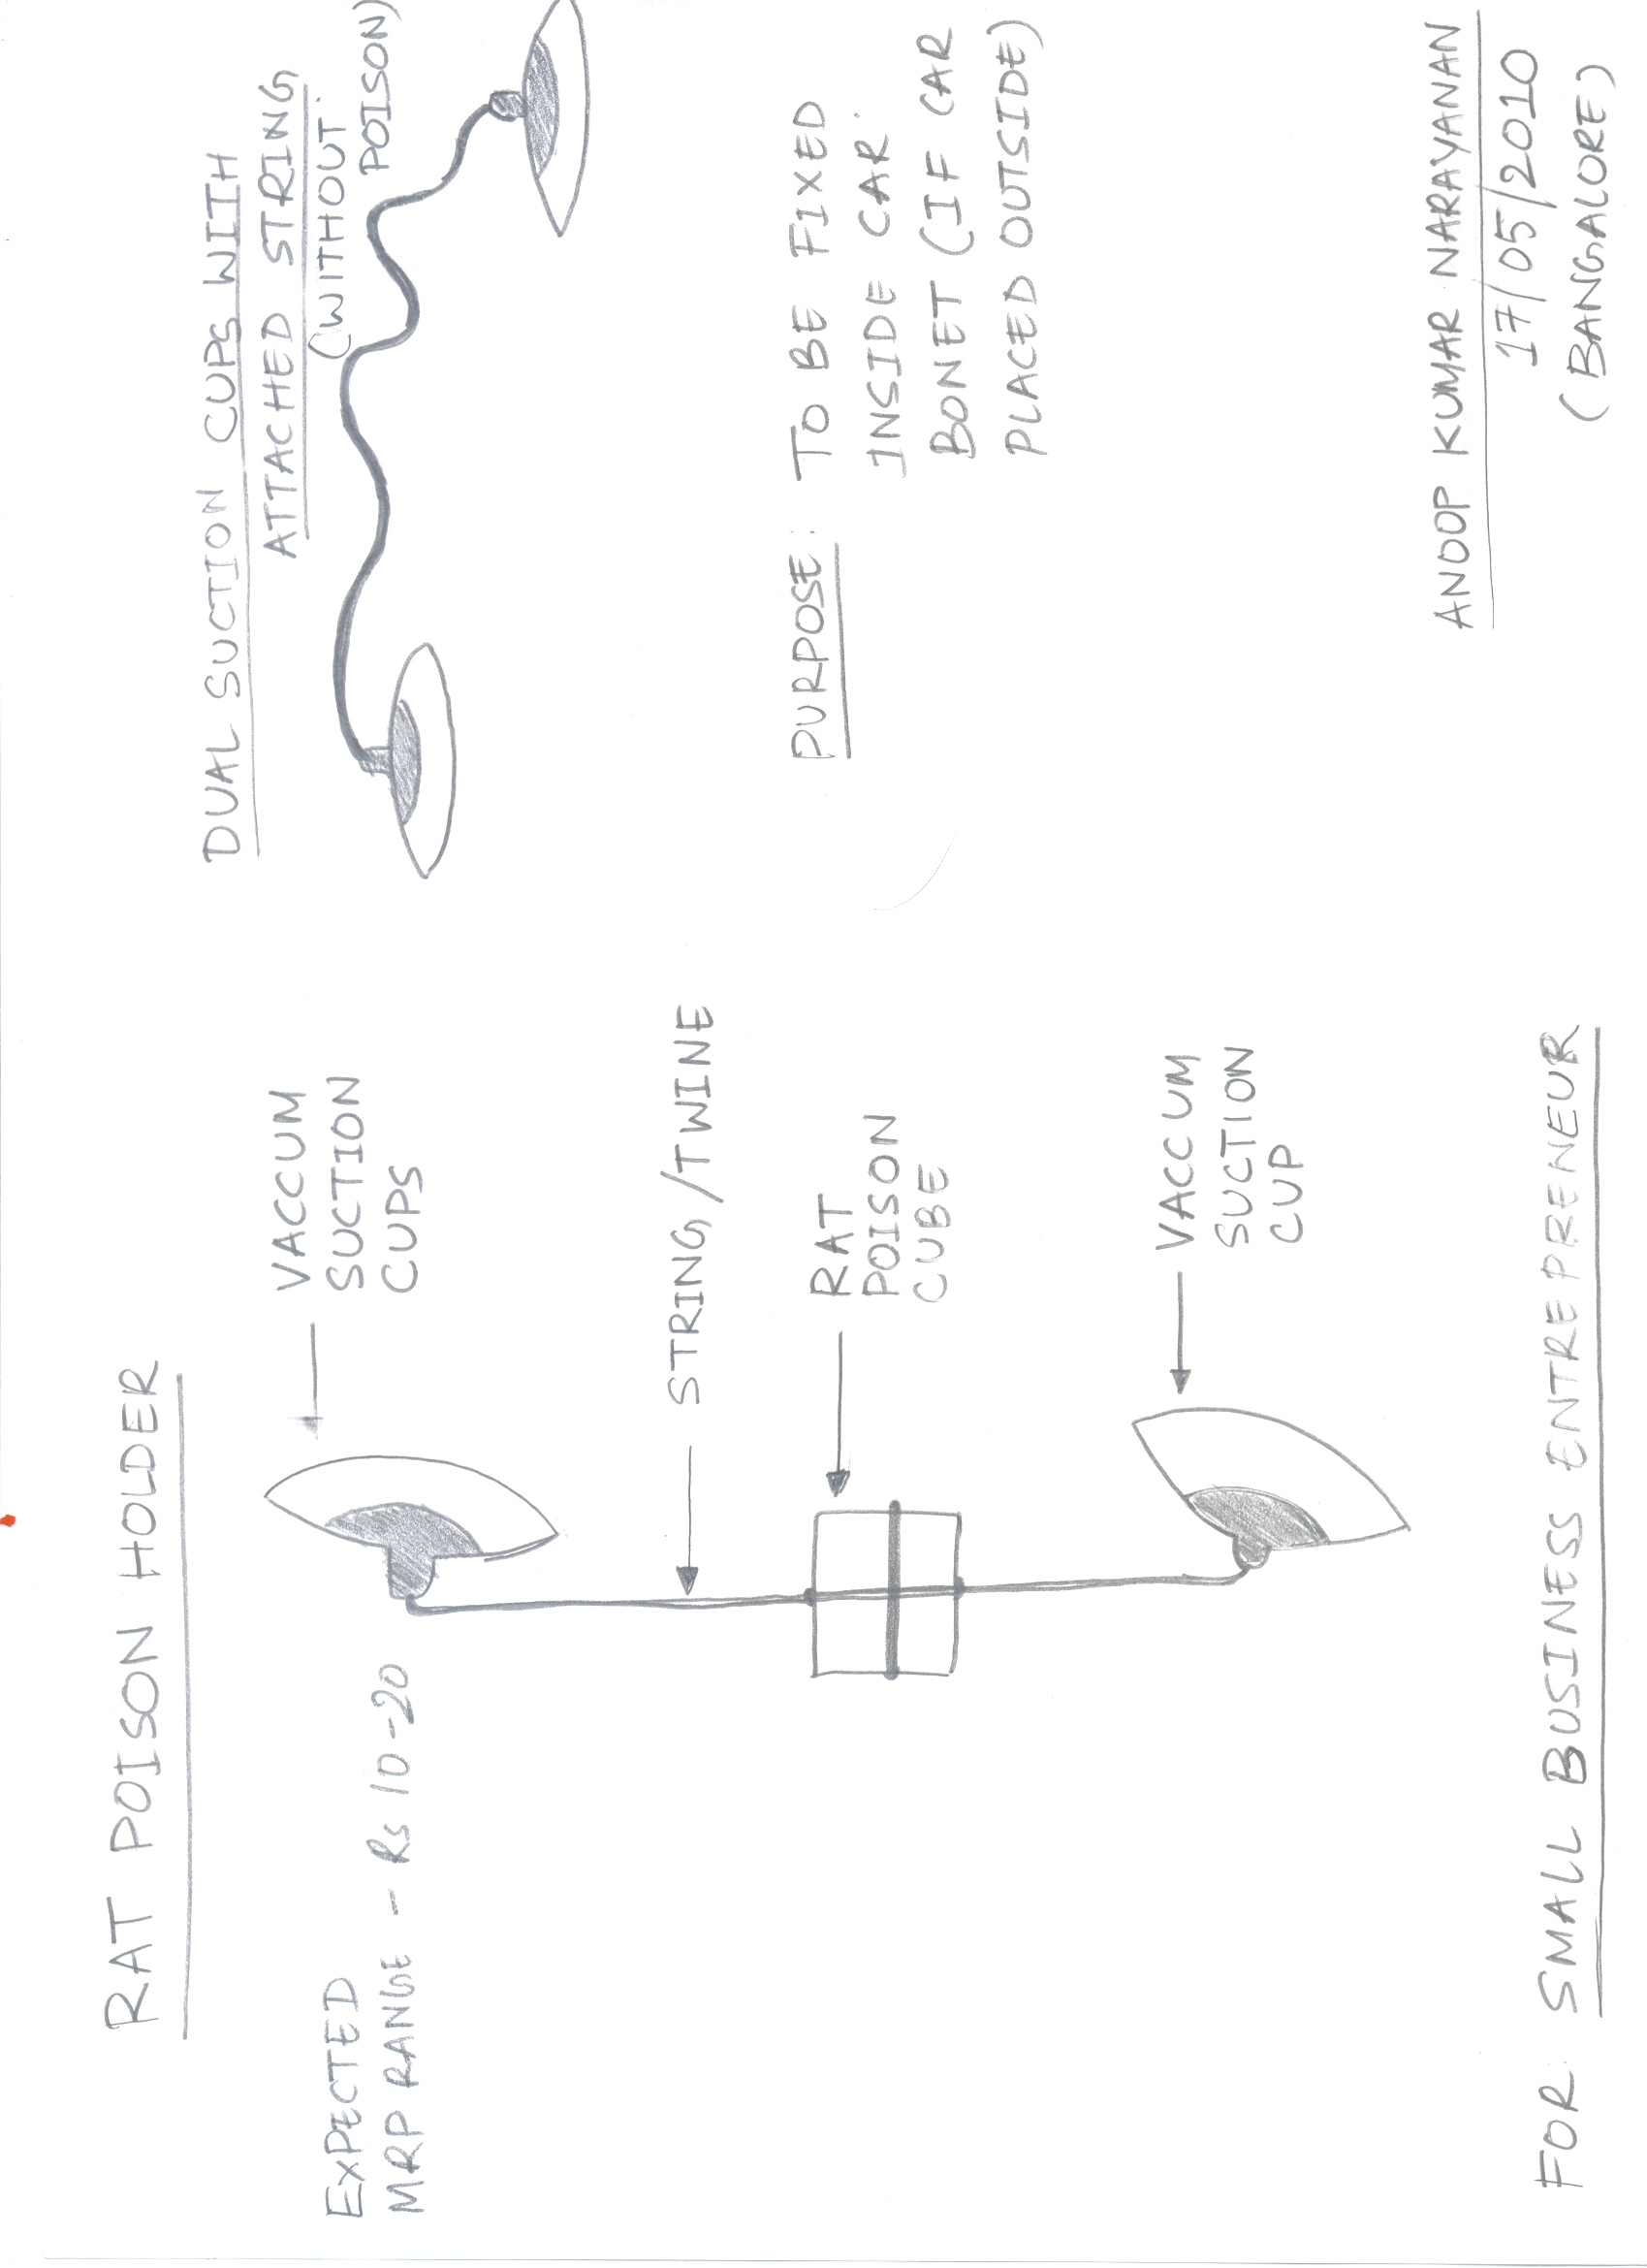 RAT POISON HOLDER
EXPECTED
MRP RANGE - Rs 10-20
VACCUM
SUCTION
CUPS
STRING/TWINE
RAT
POISON
CUBE
VACCUM
SUCTION
CUP
FOR: SMALL BUSINESS ENTREPRENEUR
DUAL SUCTION CUPS WITH
ATTACHED STRING
(WITHOUT
POISON)
PURPOSE: TO BE FIXED
INSIDE CAR
BONET (IF CAR
PLACED OUTSIDE)
ANOOP KUMAR NARAYANAN
17/05/2010
(BANGALORE)